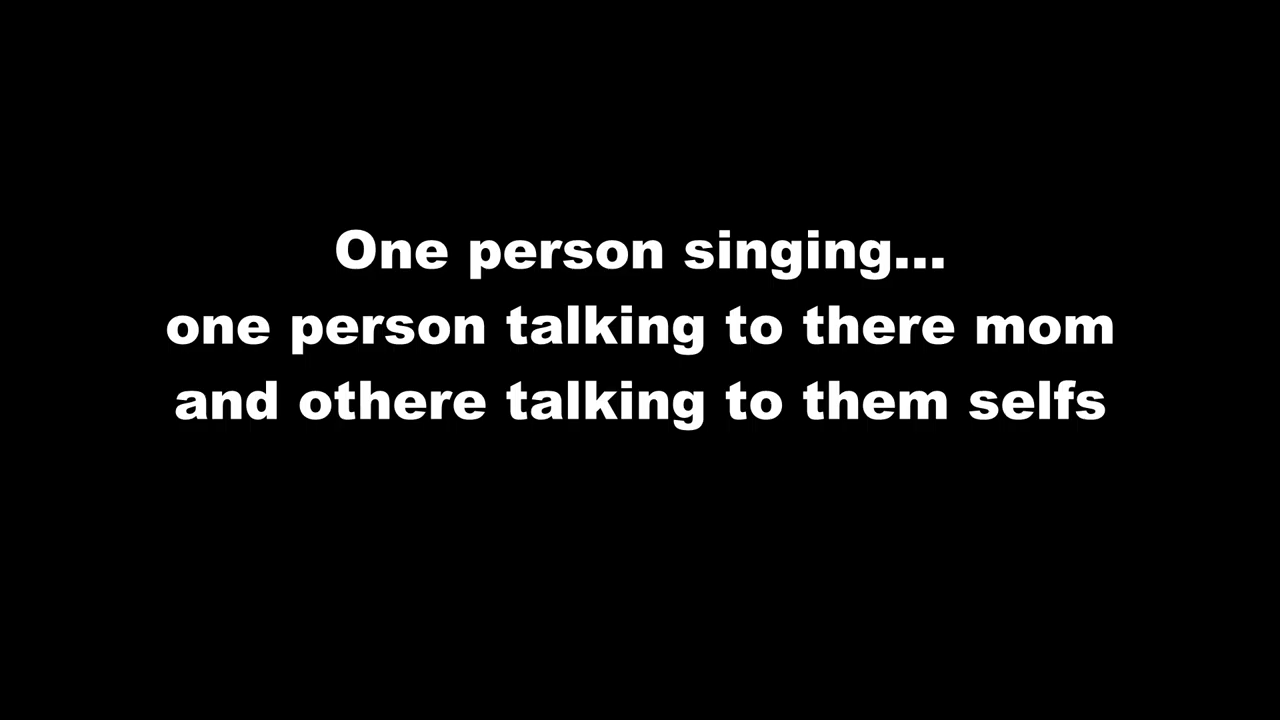 One person singing...
one person talking to there mom
and othere talking to them selfs